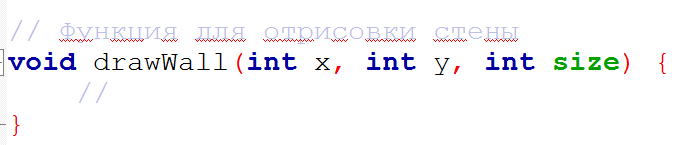 // Функция для отрисовки стены
void drawWall(int x, int y, int size) {
    //
}